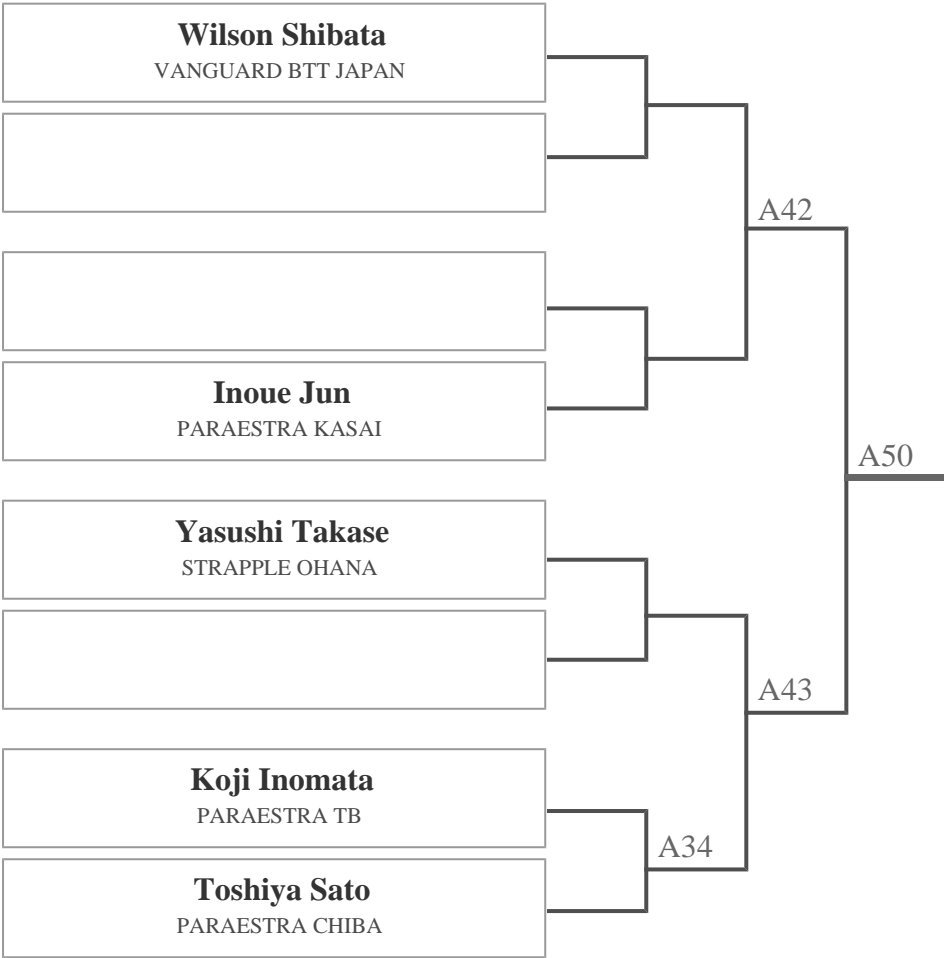 Wilson Shibata
VANGUARD BTT JAPAN
A42
Inoue Jun
PARAESTRA KASAI
A50
Yasushi Takase
STRAPPLE OHANA
A43
Koji Inomata
PARAESTRA TB
A34
Toshiya Sato
PARAESTRA CHIBA